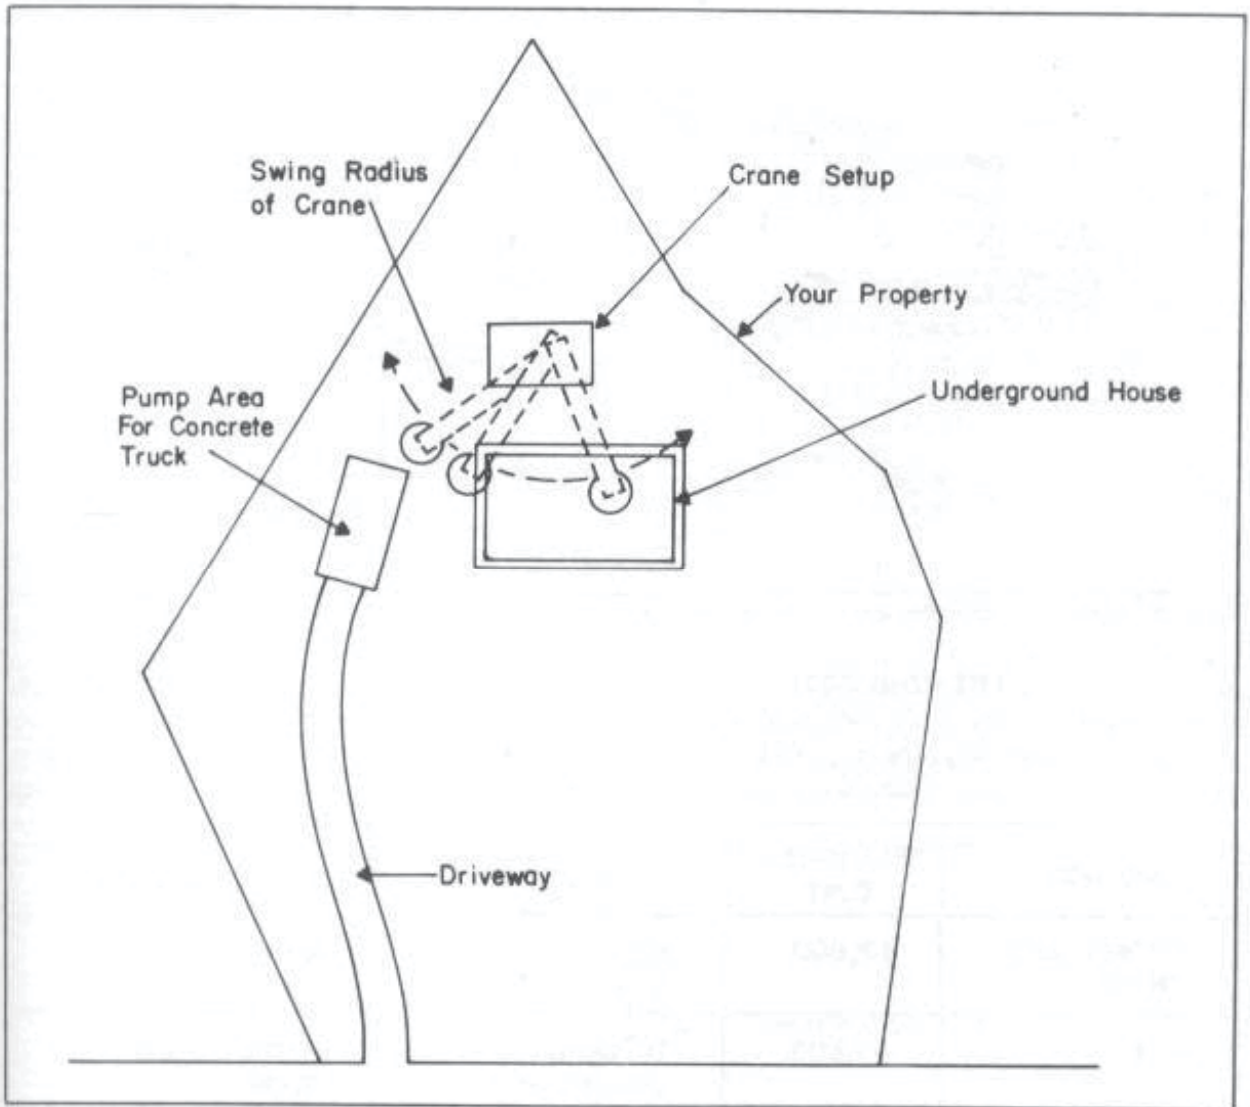 Swing Radius
of Crane
Crane Setup
Your Property
Pump Area
For Concrete
Truck
Underground House
Driveway